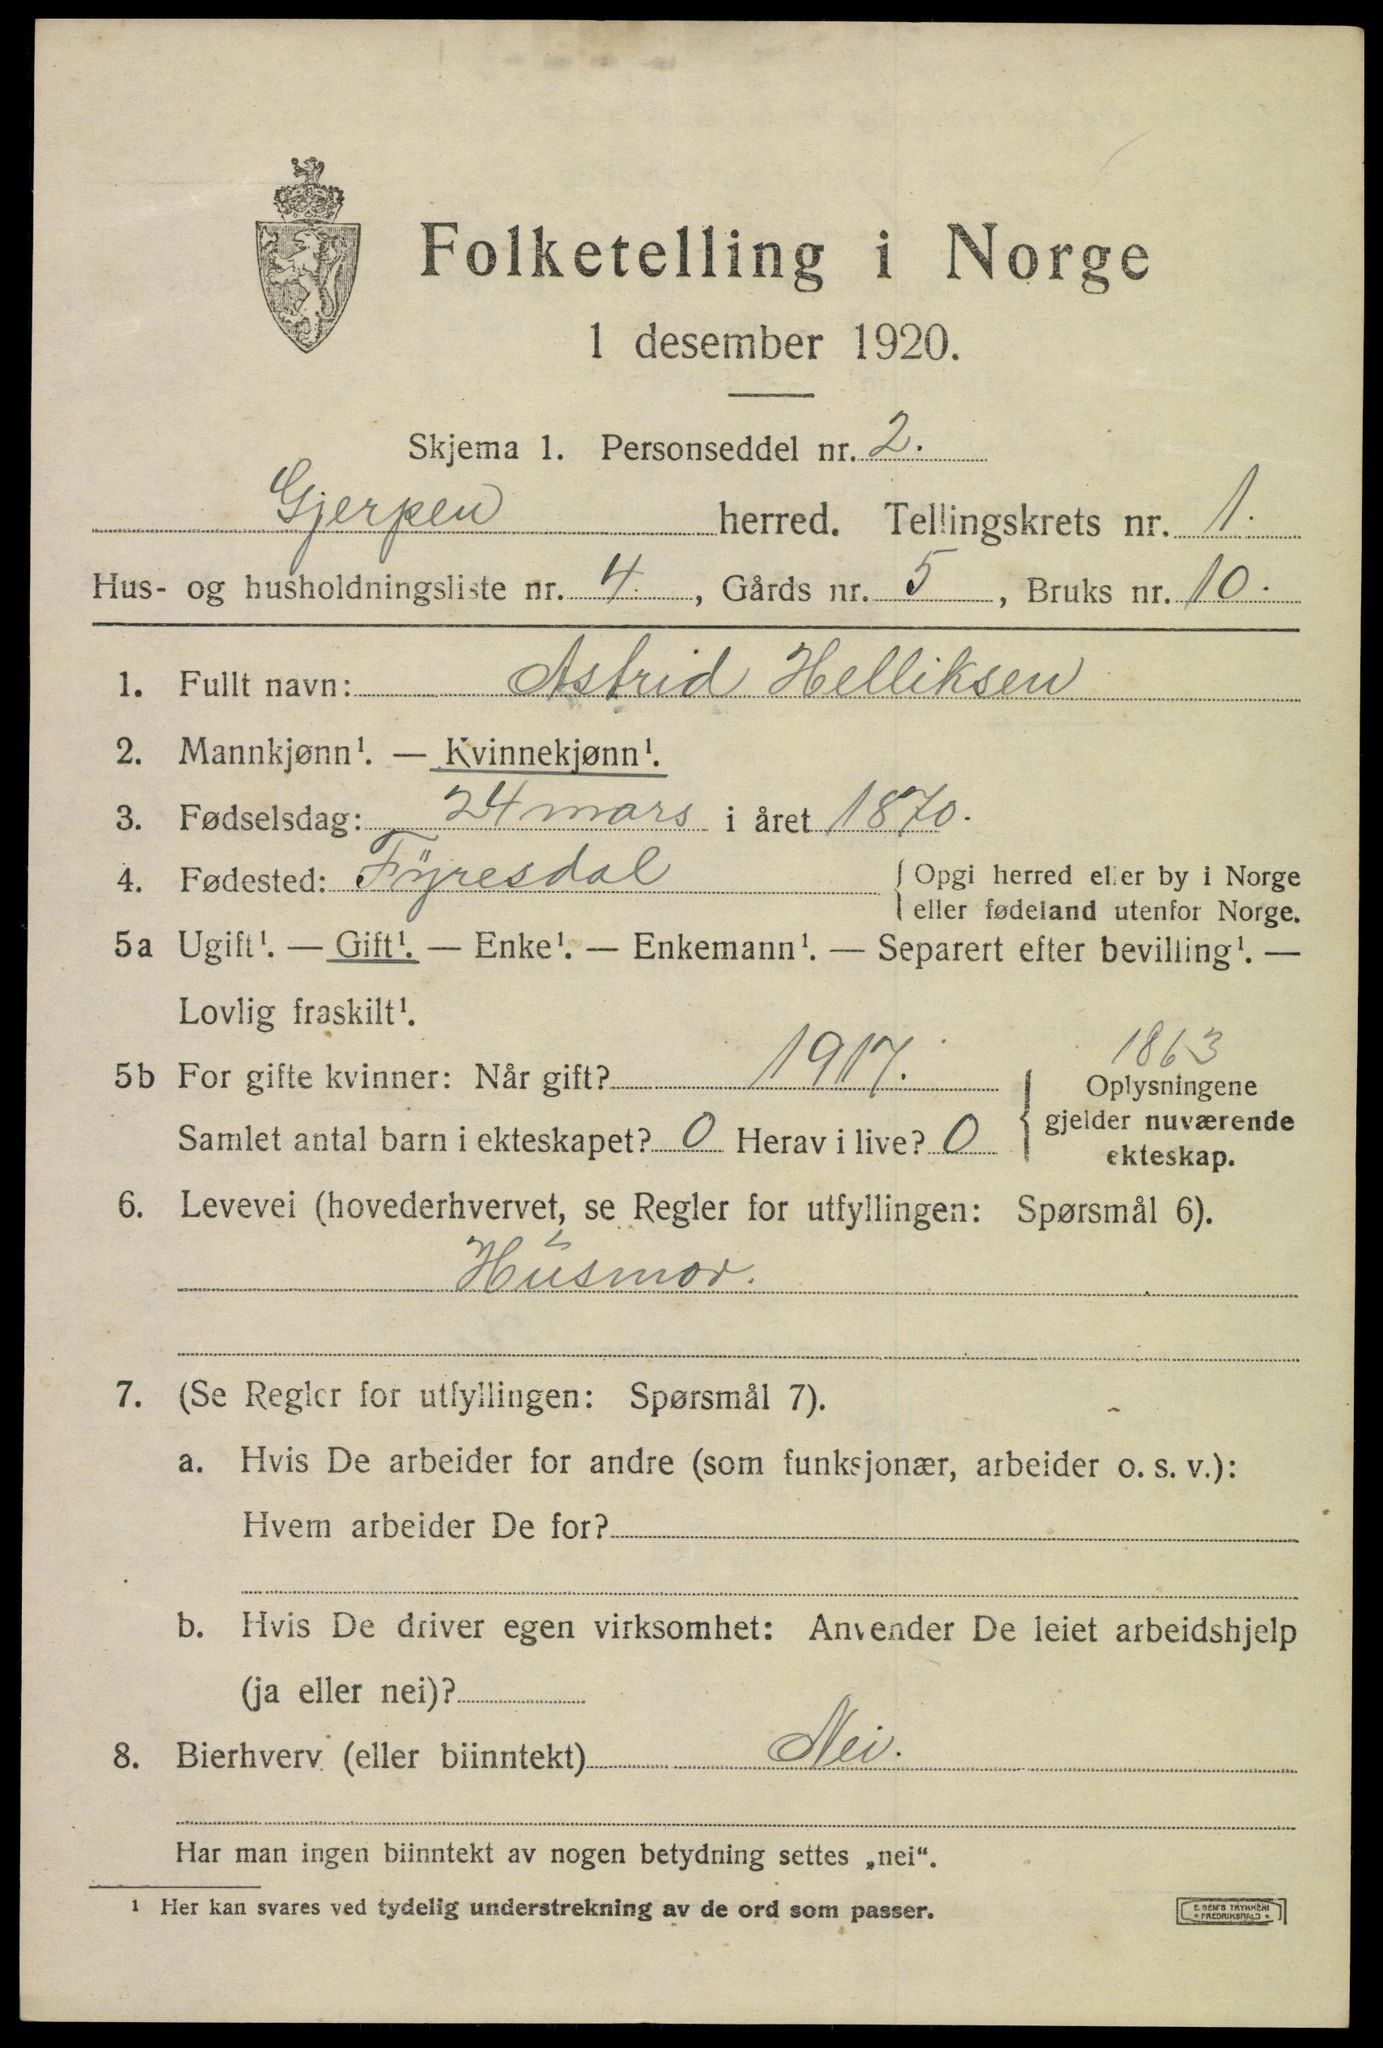 Folketelling i Norge
1 desember 1920.
Skjema 1. Personseddel nr. 2.
Gjerpen herred. Tellingskrets nr. 1.
Hus- og husholdningsliste nr. 4. , Gårds nr. 5 , Bruks nr. 10.
1. Fullt navn: Astrid Helliksen
2. Mannkjønn¹. — Kvinnekjønn¹.
3. Fødselsdag: 24 mars i året 1870.
4. Fødested: Fyresdal { Opgi herred eller by i Norge
eller fødeland utenfor Norge.
5a Ugift¹. — Gift¹. — Enke¹. — Enkemann¹. — Separert efter bevilling¹. —
Lovlig fraskilt¹.
1863
5b For gifte kvinner: Når gift? 1917. { Oplysningene
gjelder nuværende
Samlet antal barn i ekteskapet? 0 Herav i live? 0
ekteskap.
6. Levevei (hovederhvervet, se Regler for utfyllingen: Spørsmål 6).
Husmor.
7. (Se Regler for utfyllingen: Spørsmål 7).
a. Hvis De arbeider for andre (som funksjonær, arbeider o. s. v.):
Hvem arbeider De for?
b. Hvis De driver egen virksomhet: Anvender De leiet arbeidshjelp
(ja eller nei)?
8. Bierhverv (eller biinntekt) Nei.
Har man ingen biinntekt av nogen betydning settes „nei“.
¹ Her kan svares ved tydelig understrekning av de ord som passer.
E. SEM'S TRYKKERI
FREDRIKSHALD